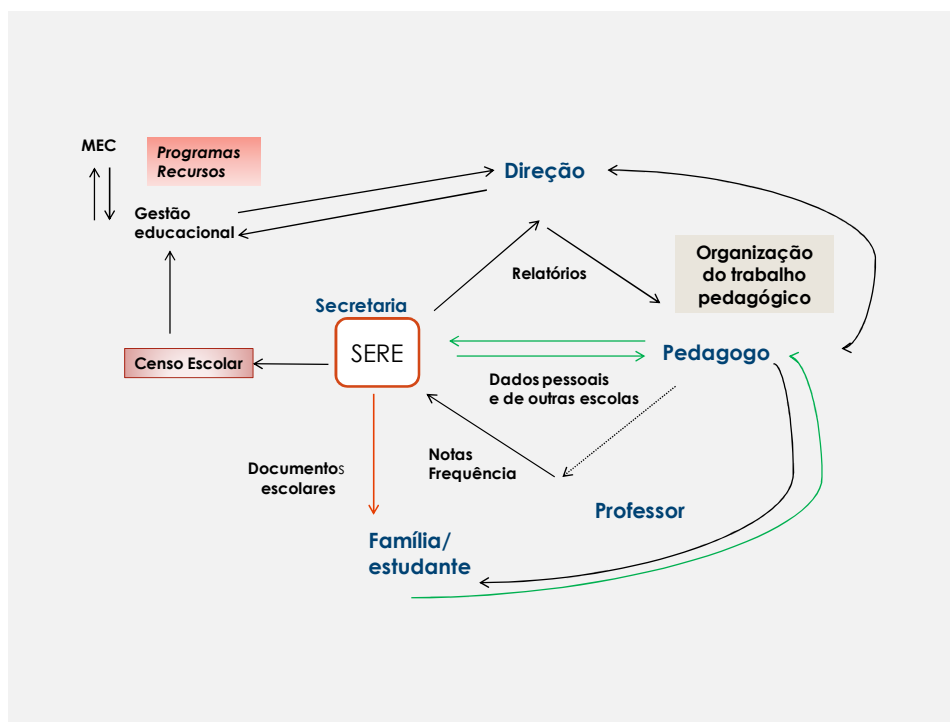 MEC
Programas
Recursos
Direção
Gestão
educacional
Organização
do trabalho
pedagógico
Relatórios
Secretaria
SERE
Pedagogo
Censo Escolar
Dados pessoais
e de outras escolas
Notas
Frequência
Documentos
escolares
Professor
Família/
estudante